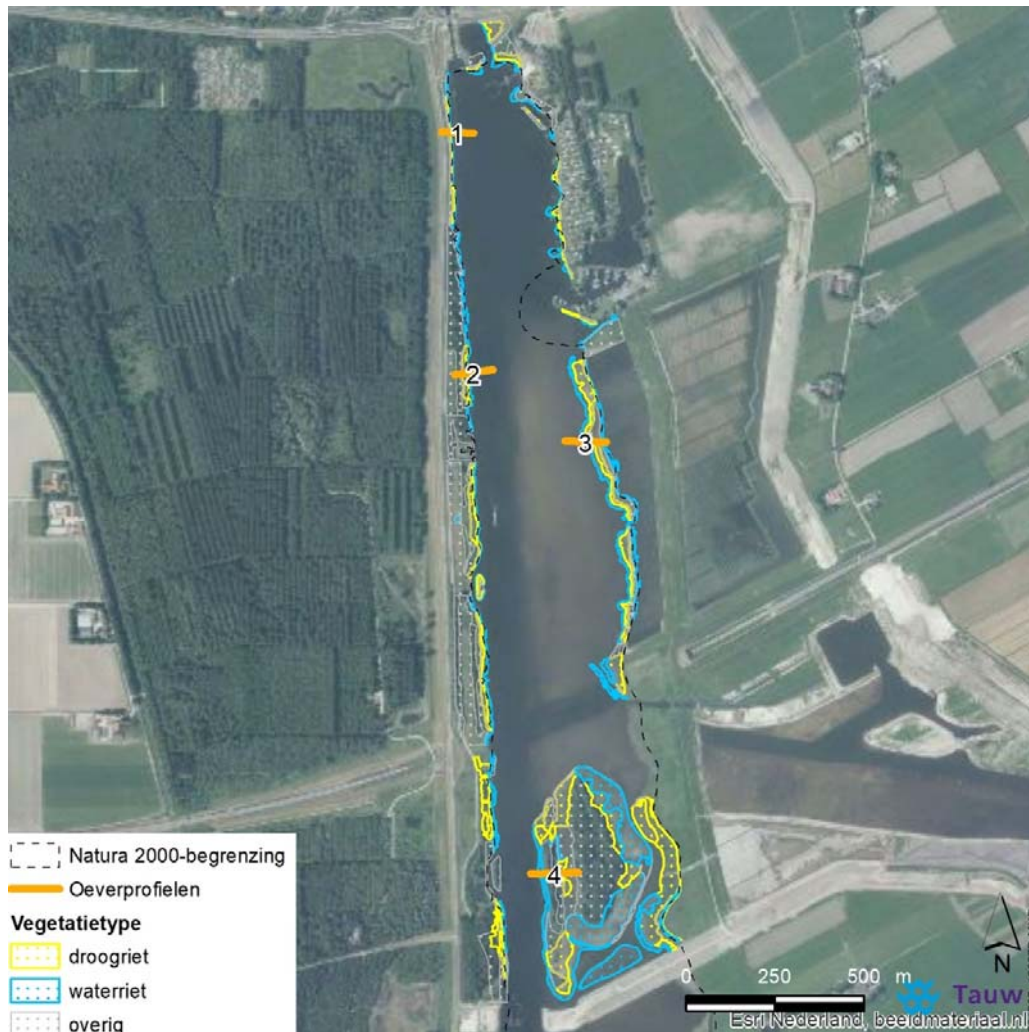 1
2
3
4
Natura 2000-begrenzing
Oeverprofielen
Vegetatietype
droogriet
waterriet
overig
0 250 500 m
N
Tauw
Esri Nederland, beeldmateriaal.nl